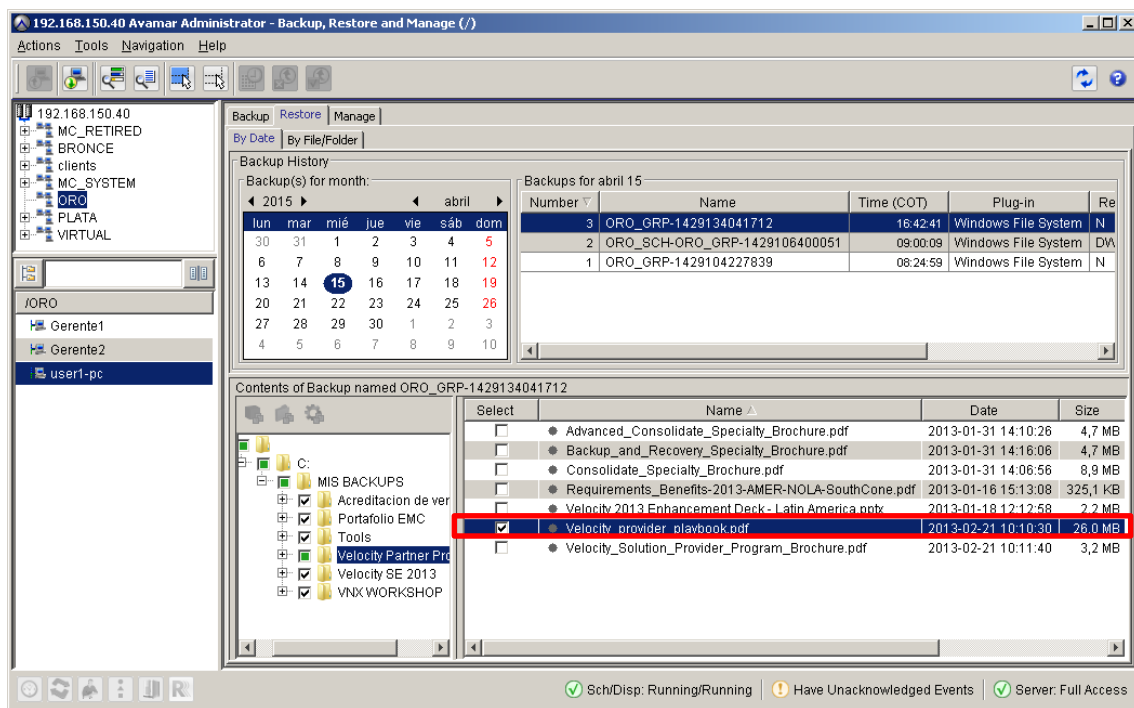 192.168.150.40 Avamar Administrator - Backup, Restore and Manage (/)
Actions Tools Navigation Help
192.168.150.40
MC_RETIRED
BRONCE
clients
MC_SYSTEM
ORO
PLATA
VIRTUAL
/ORO
Gerente1
Gerente2
user1-pc
Backup Restore Manage
By Date By File/Folder
Backup History
Backup(s) for month:
2015 abril
lun mar mié jue vie sáb dom
30 31 1 2 3 4 5
6 7 8 9 10 11 12
13 14 15 16 17 18 19
20 21 22 23 24 25 26
27 28 29 30 1 2 3
4 5 6 7 8 9 10
Backups for abril 15
Number Name Time (COT) Plug-in Re
3 ORO_GRP-1429134041712 16:42:41 Windows File System N
2 ORO_SCH-ORO_GRP-1429106400051 09:00:09 Windows File System DW
1 ORO_GRP-1429104227839 08:24:59 Windows File System N
Contents of Backup named ORO_GRP-1429134041712
C:
MIS BACKUPS
Acreditacion de ver
Portafolio EMC
Tools
Velocity Partner Pro
Velocity SE 2013
VNX WORKSHOP
Select Name Date Size
Advanced_Consolidate_Specialty_Brochure.pdf 2013-01-31 14:10:26 4,7 MB
Backup_and_Recovery_Specialty_Brochure.pdf 2013-01-31 14:16:06 4,7 MB
Consolidate_Specialty_Brochure.pdf 2013-01-31 14:06:56 8,9 MB
Requirements_Benefits-2013-AMER-NOLA-SouthCone.pdf 2013-01-16 15:13:08 325,1 KB
Velocity 2013 Enhancement Deck - Latin America.pptx 2013-01-18 12:12:58 2,2 MB
Velocity_provider_playbook.pdf 2013-02-21 10:10:30 26,0 MB
Velocity_Solution_Provider_Program_Brochure.pdf 2013-02-21 10:11:40 3,2 MB
Sch/Disp: Running/Running Have Unacknowledged Events Server: Full Access